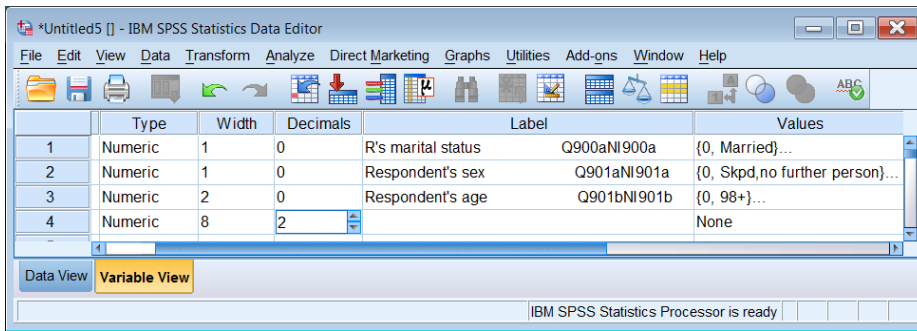 *Untitled5 [] - IBM SPSS Statistics Data Editor
File Edit View Data Transform Analyze Direct Marketing Graphs Utilities Add-ons Window Help
ABC
Type Width Decimals Label Values
1 Numeric 1 0 R's marital status Q900aNI900a {0, Married}...
2 Numeric 1 0 Respondent's sex Q901aNI901a {0, Skpd,no further person}...
3 Numeric 2 0 Respondent's age Q901bNI901b {0, 98+}...
4 Numeric 8 2 None
Data View Variable View
IBM SPSS Statistics Processor is ready